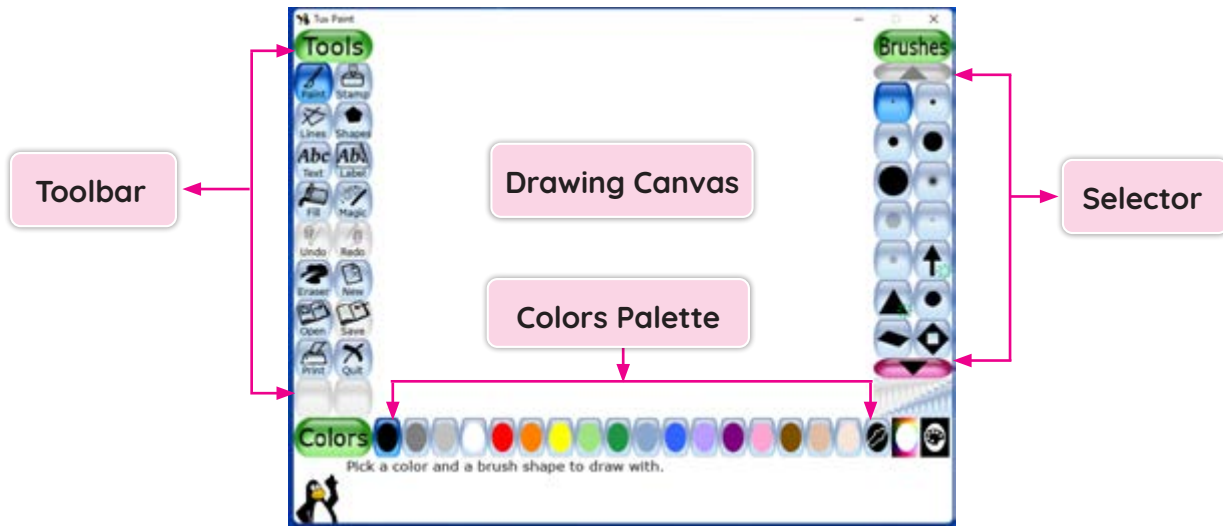 Tux Paint
Tools
Brushes
Paint Stamp
Lines Shapes
Abc Abc
Text Label
Fill Magic
Undo Redo
Eraser New
Open Save
Print Quit
Toolbar
Drawing Canvas
Selector
Colors Palette
Colors
Pick a color and a brush shape to draw with.